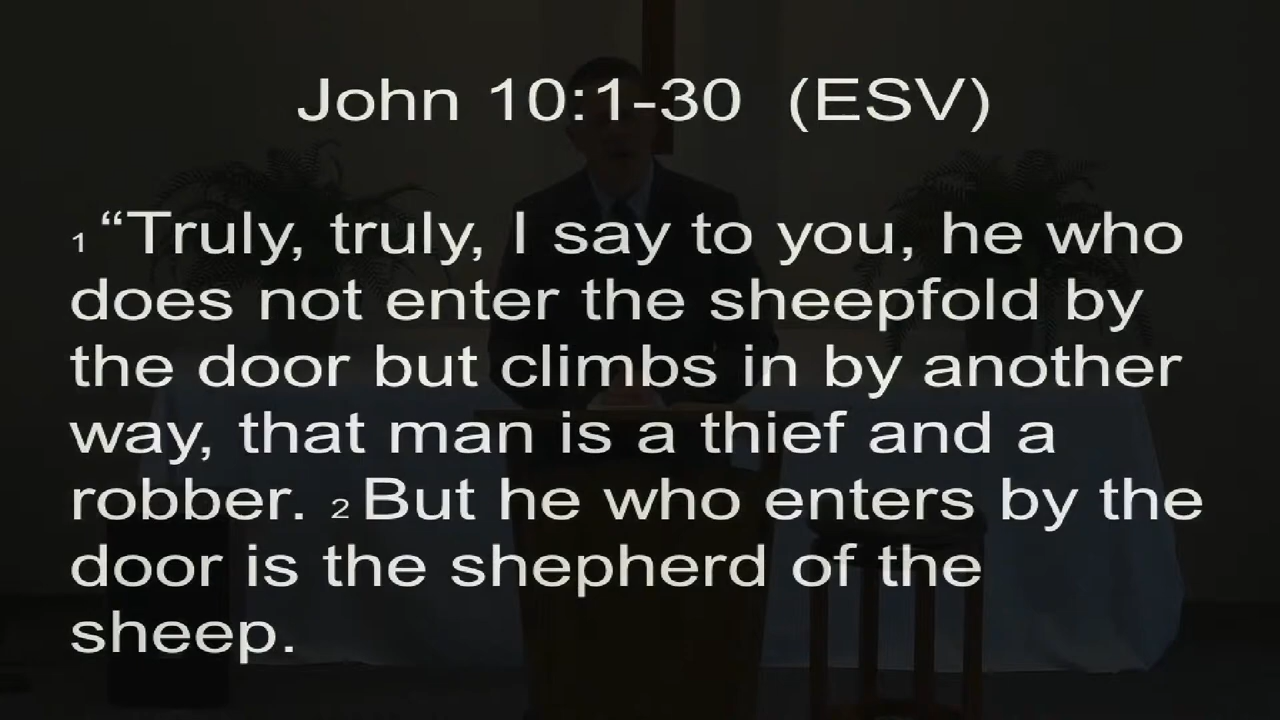 John 10:1-30 (ESV)
1 “Truly, truly, I say to you, he who
does not enter the sheepfold by
the door but climbs in by another
way, that man is a thief and a
robber. 2 But he who enters by the
door is the shepherd of the
sheep.